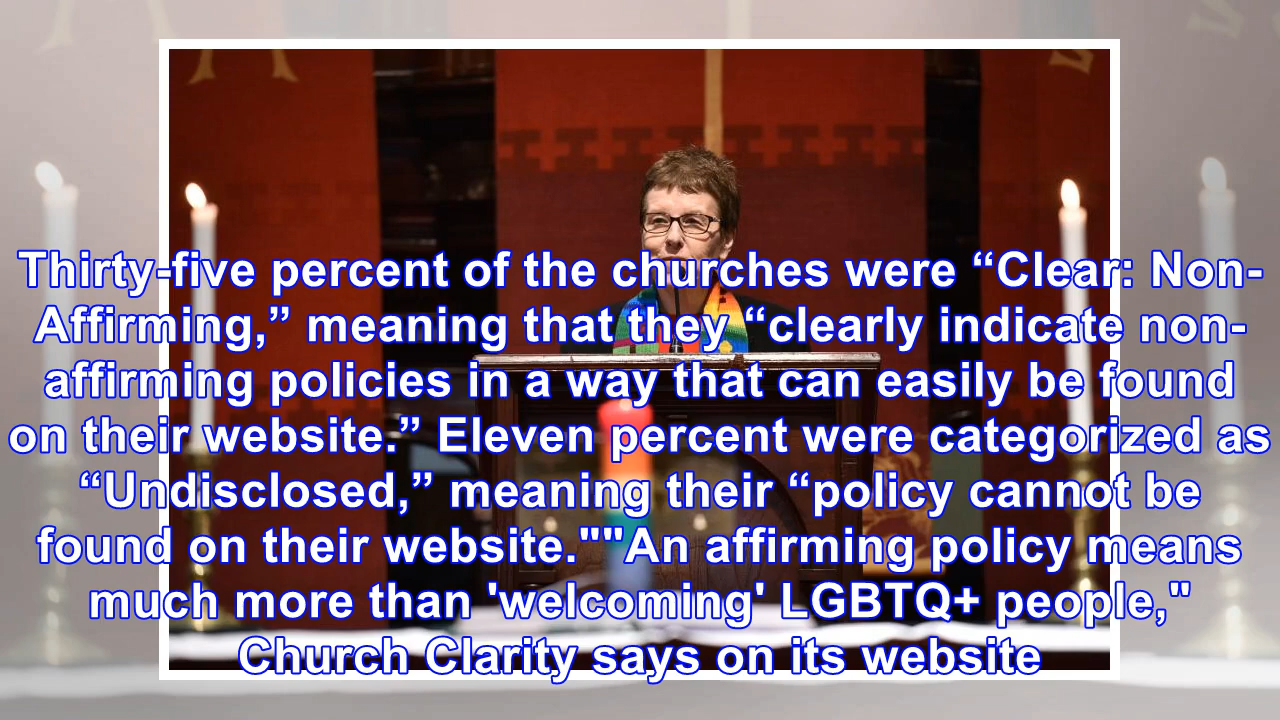 Thirty-five percent of the churches were “Clear: Non-
Affirming,” meaning that they “clearly indicate non-
affirming policies in a way that can easily be found
on their website.” Eleven percent were categorized as
“Undisclosed,” meaning their “policy cannot be
found on their website.""An affirming policy means
much more than 'welcoming' LGBTQ+ people,"
Church Clarity says on its website